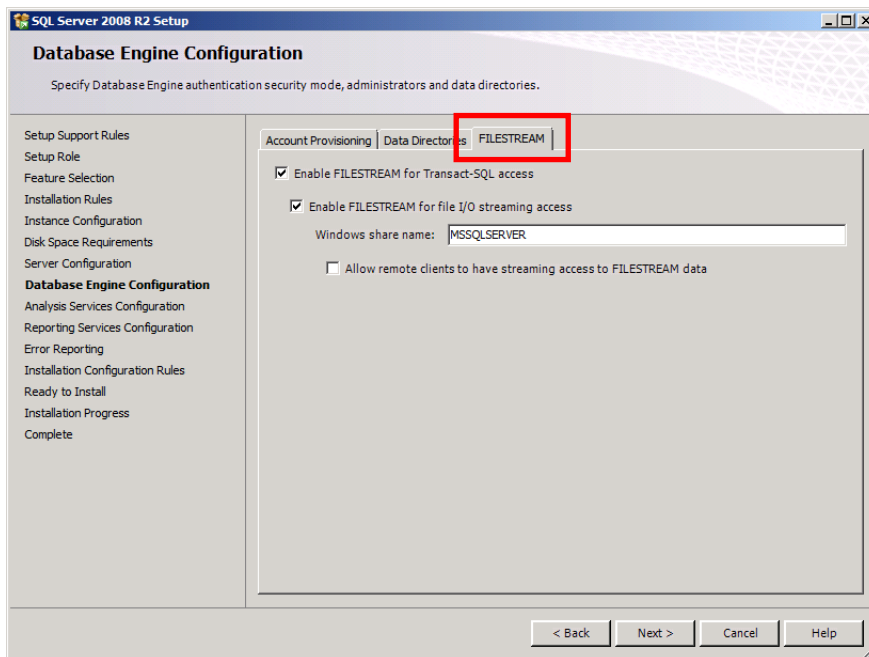 SQL Server 2008 R2 Setup
Database Engine Configuration
Specify Database Engine authentication security mode, administrators and data directories.
Setup Support Rules
Setup Role
Feature Selection
Installation Rules
Instance Configuration
Disk Space Requirements
Server Configuration
Database Engine Configuration
Analysis Services Configuration
Reporting Services Configuration
Error Reporting
Installation Configuration Rules
Ready to Install
Installation Progress
Complete
Account Provisioning Data Directories FILESTREAM
Enable FILESTREAM for Transact-SQL access
Enable FILESTREAM for file I/O streaming access
Windows share name: MSSQLSERVER
Allow remote clients to have streaming access to FILESTREAM data
< Back Next > Cancel Help